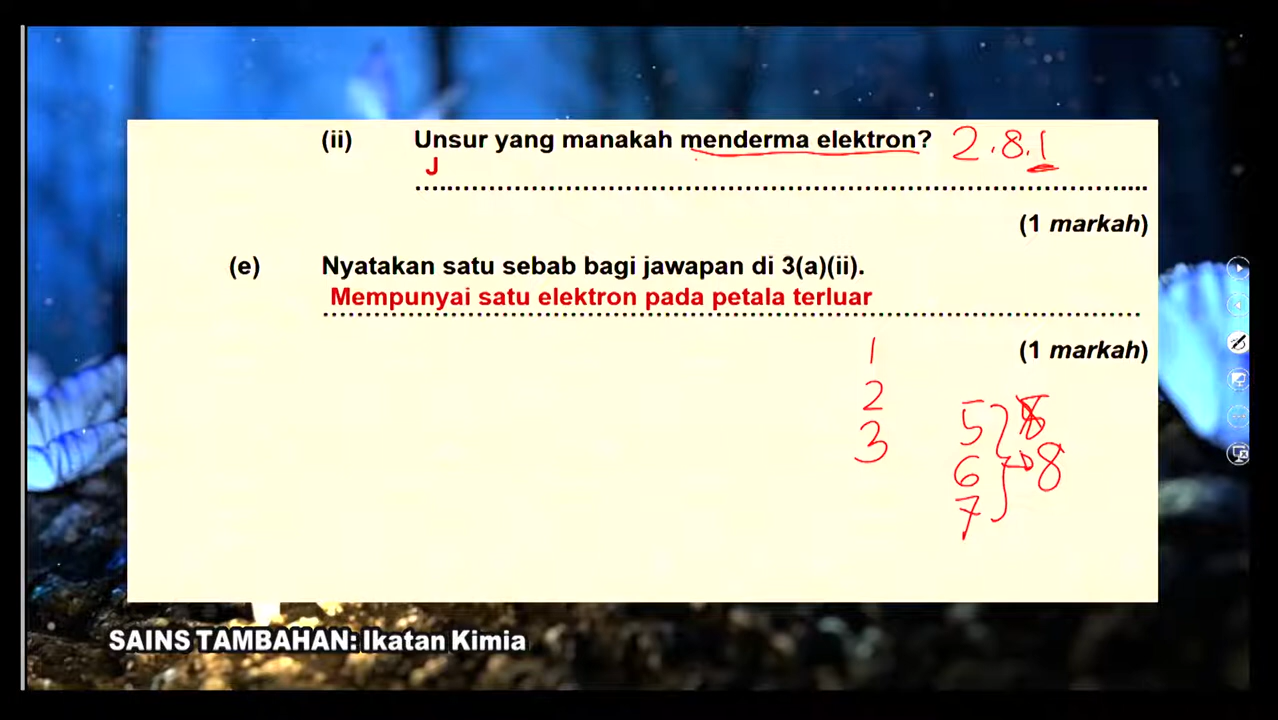 (ii) Unsur yang manakah menderma elektron? 2.8.1
J
(1 markah)
(e) Nyatakan satu sebab bagi jawapan di 3(a)(ii).
Mempunyai satu elektron pada petala terluar
(1 markah)
1
2
3
5
6 8
7
SAINS TAMBAHAN: Ikatan Kimia